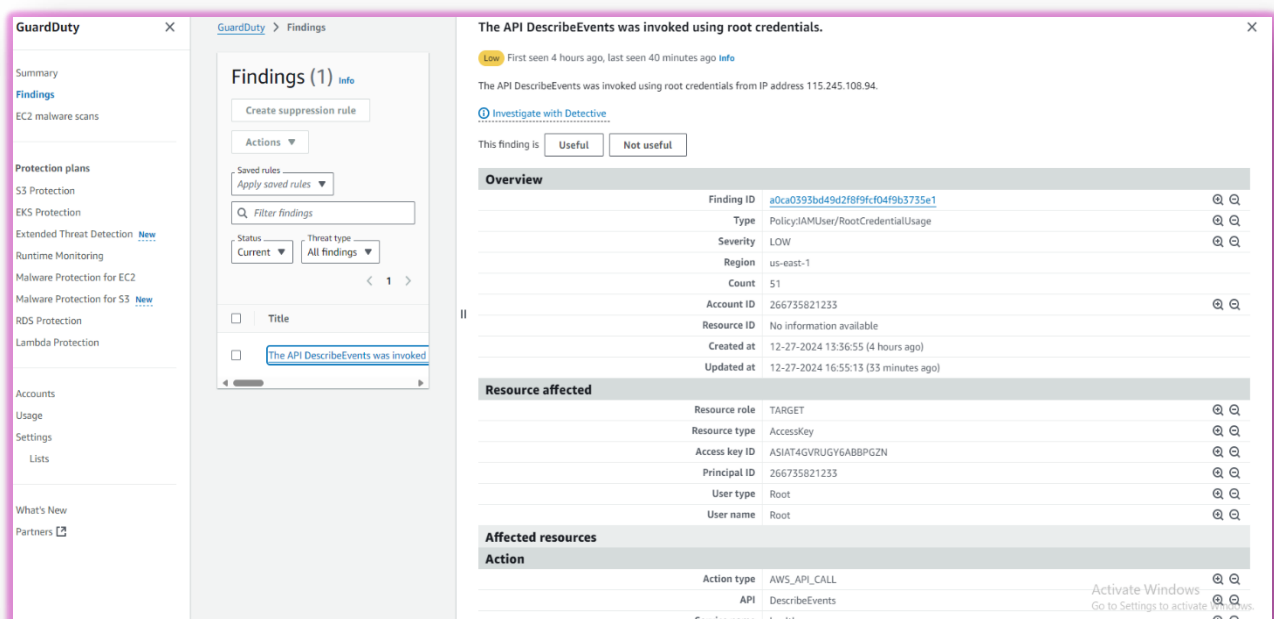 GuardDuty
Summary
Findings
EC2 malware scans
Protection plans
S3 Protection
EKS Protection
Extended Threat Detection New
Runtime Monitoring
Malware Protection for EC2
Malware Protection for S3 New
RDS Protection
Lambda Protection
Accounts
Usage
Settings
Lists
What's New
Partners
GuardDuty > Findings
Findings (1) Info
Create suppression rule
Actions
Saved rules
Apply saved rules
Filter findings
Status
Current
Threat type
All findings
1
Title
The API DescribeEvents was invoked
The API DescribeEvents was invoked using root credentials.
Low First seen 4 hours ago, last seen 40 minutes ago Info
The API DescribeEvents was invoked using root credentials from IP address 115.245.108.94.
Investigate with Detective
This finding is Useful Not useful
Overview
Finding ID a0ca0393bd49d2f8f9fcf04f9b3735e1
Type Policy:IAMUser/RootCredentialUsage
Severity LOW
Region us-east-1
Count 51
Account ID 266735821233
Resource ID No information available
Created at 12-27-2024 13:36:55 (4 hours ago)
Updated at 12-27-2024 16:55:13 (33 minutes ago)
Resource affected
Resource role TARGET
Resource type AccessKey
Access key ID ASIAT4GVRUGY6ABBPGZN
Principal ID 266735821233
User type Root
User name Root
Affected resources
Action
Action type AWS_API_CALL
API DescribeEvents
Activate Windows
Go to Settings to activate Windows.